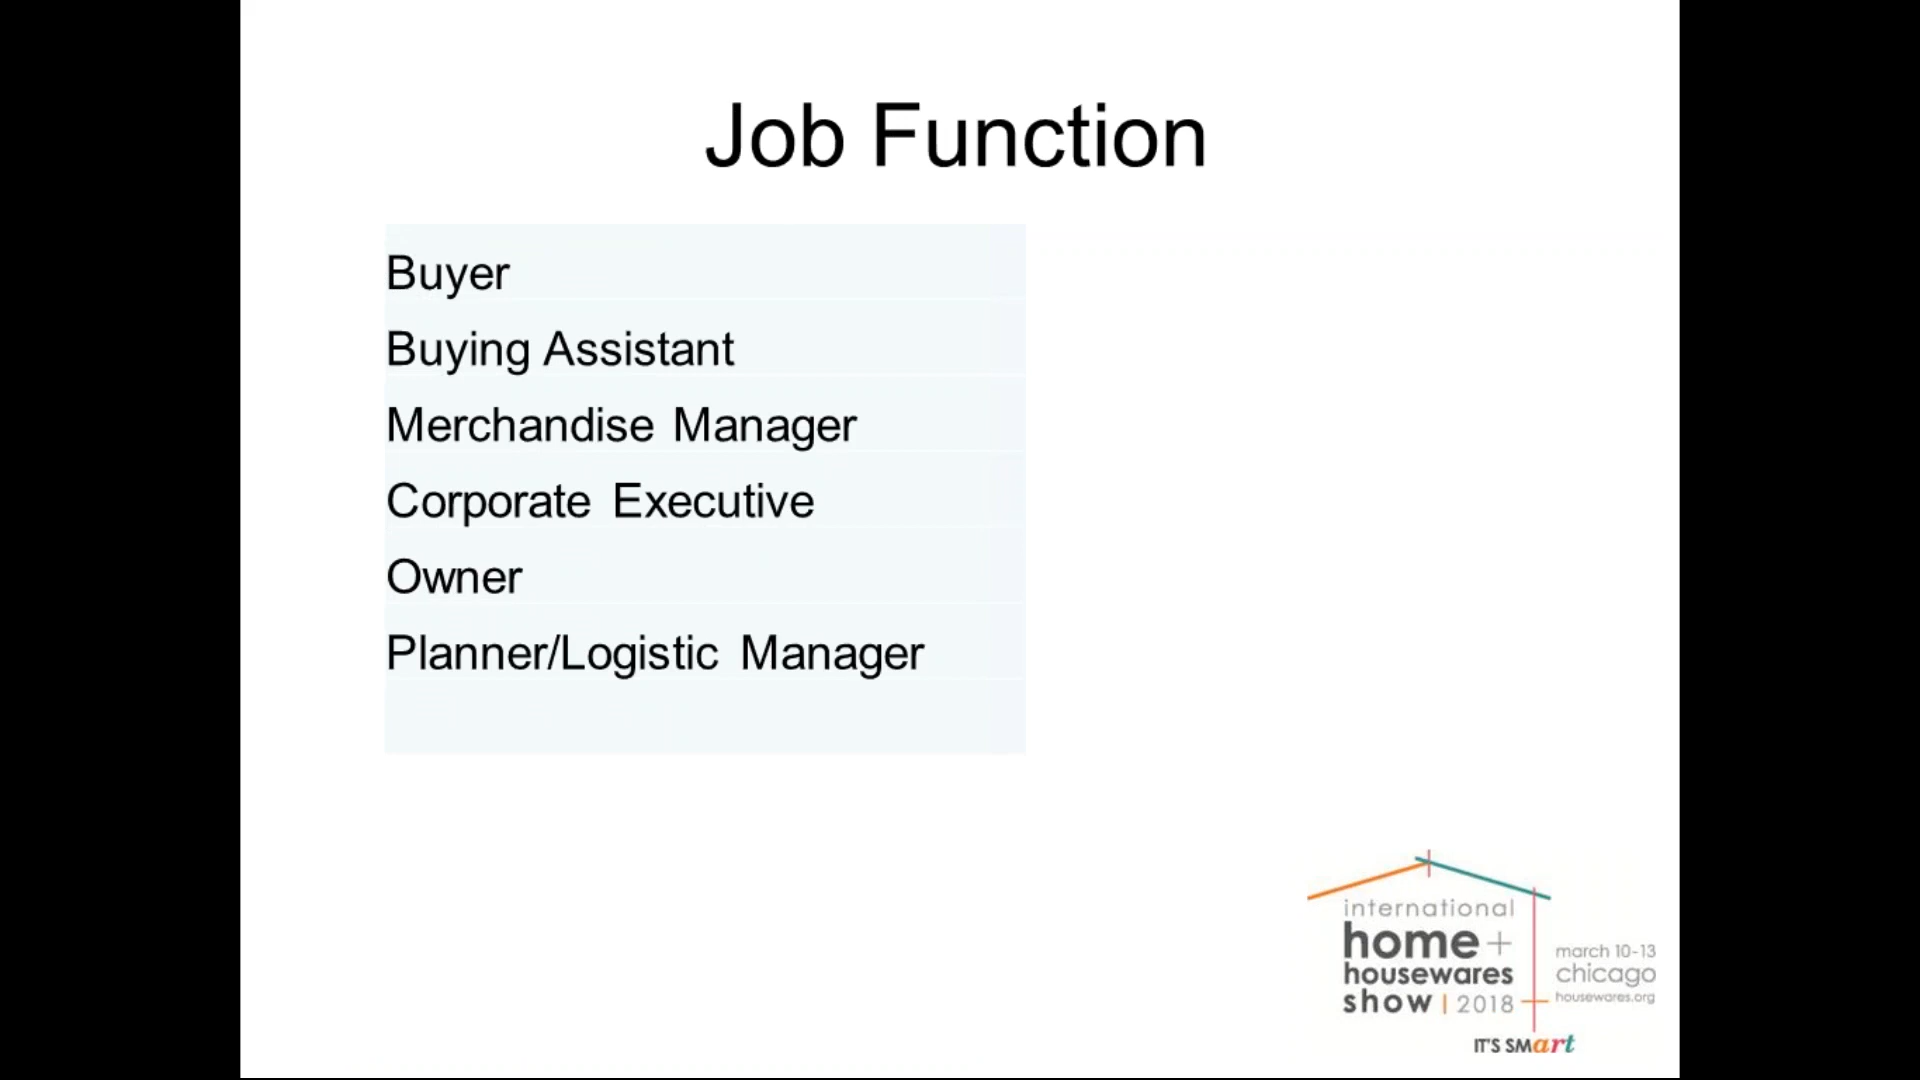 Job Function
Buyer
Buying Assistant
Merchandise Manager
Corporate Executive
Owner
Planner/Logistic Manager
international
home+
housewares
show | 2018
march 10-13
chicago
housewares.org
IT'S SMart